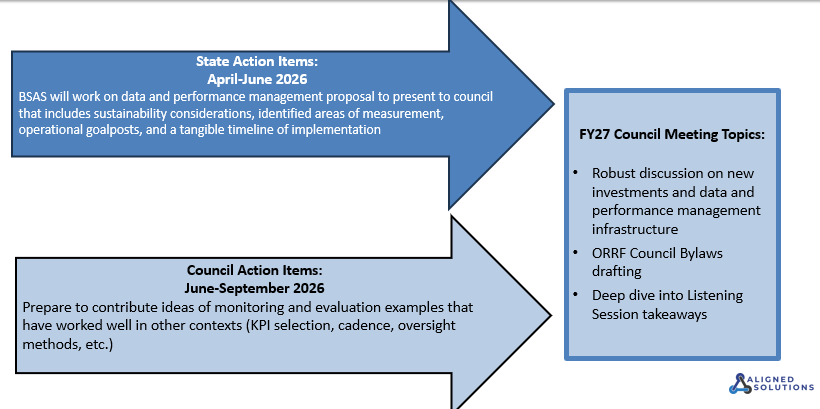 State Action Items:
April-June 2026
BSAS will work on data and performance management proposal to present to council
that includes sustainability considerations, identified areas of measurement,
operational goalposts, and a tangible timeline of implementation
Council Action Items:
June-September 2026
Prepare to contribute ideas of monitoring and evaluation examples that
have worked well in other contexts (KPI selection, cadence, oversight
methods, etc.)
FY27 Council Meeting Topics:
• Robust discussion on new
investments and data and
performance management
infrastructure
• ORRF Council Bylaws
drafting
• Deep dive into Listening
Session takeaways
ALIGNED
SOLUTIONS